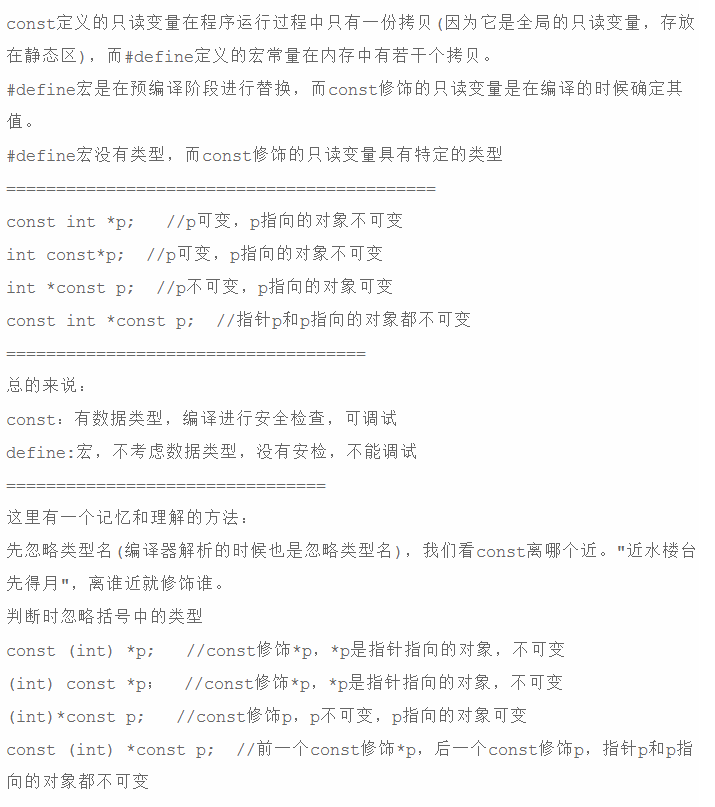 const定义的只读变量在程序运行过程中只有一份拷贝(因为它是全局的只读变量，存放
在静态区)，而#define定义的宏常量在内存中有若干个拷贝。
#define宏是在预编译阶段进行替换，而const修饰的只读变量是在编译的时候确定其
值。
#define宏没有类型，而const修饰的只读变量具有特定的类型
===========================================
const int *p;   //p可变，p指向的对象不可变
int const*p;  //p可变，p指向的对象不可变
int *const p;  //p不可变，p指向的对象可变
const int *const p;  //指针p和p指向的对象都不可变
====================================
总的来说：
const：有数据类型，编译进行安全检查，可调试
define:宏，不考虑数据类型，没有安检，不能调试
================================
这里有一个记忆和理解的方法：
先忽略类型名(编译器解析的时候也是忽略类型名)，我们看const离哪个近。"近水楼台
先得月"，离谁近就修饰谁。
判断时忽略括号中的类型
const (int) *p;   //const修饰*p，*p是指针指向的对象，不可变
(int) const *p；  //const修饰*p，*p是指针指向的对象，不可变
(int)*const p;   //const修饰p，p不可变，p指向的对象可变
const (int) *const p;  //前一个const修饰*p，后一个const修饰p，指针p和p指
向的对象都不可变